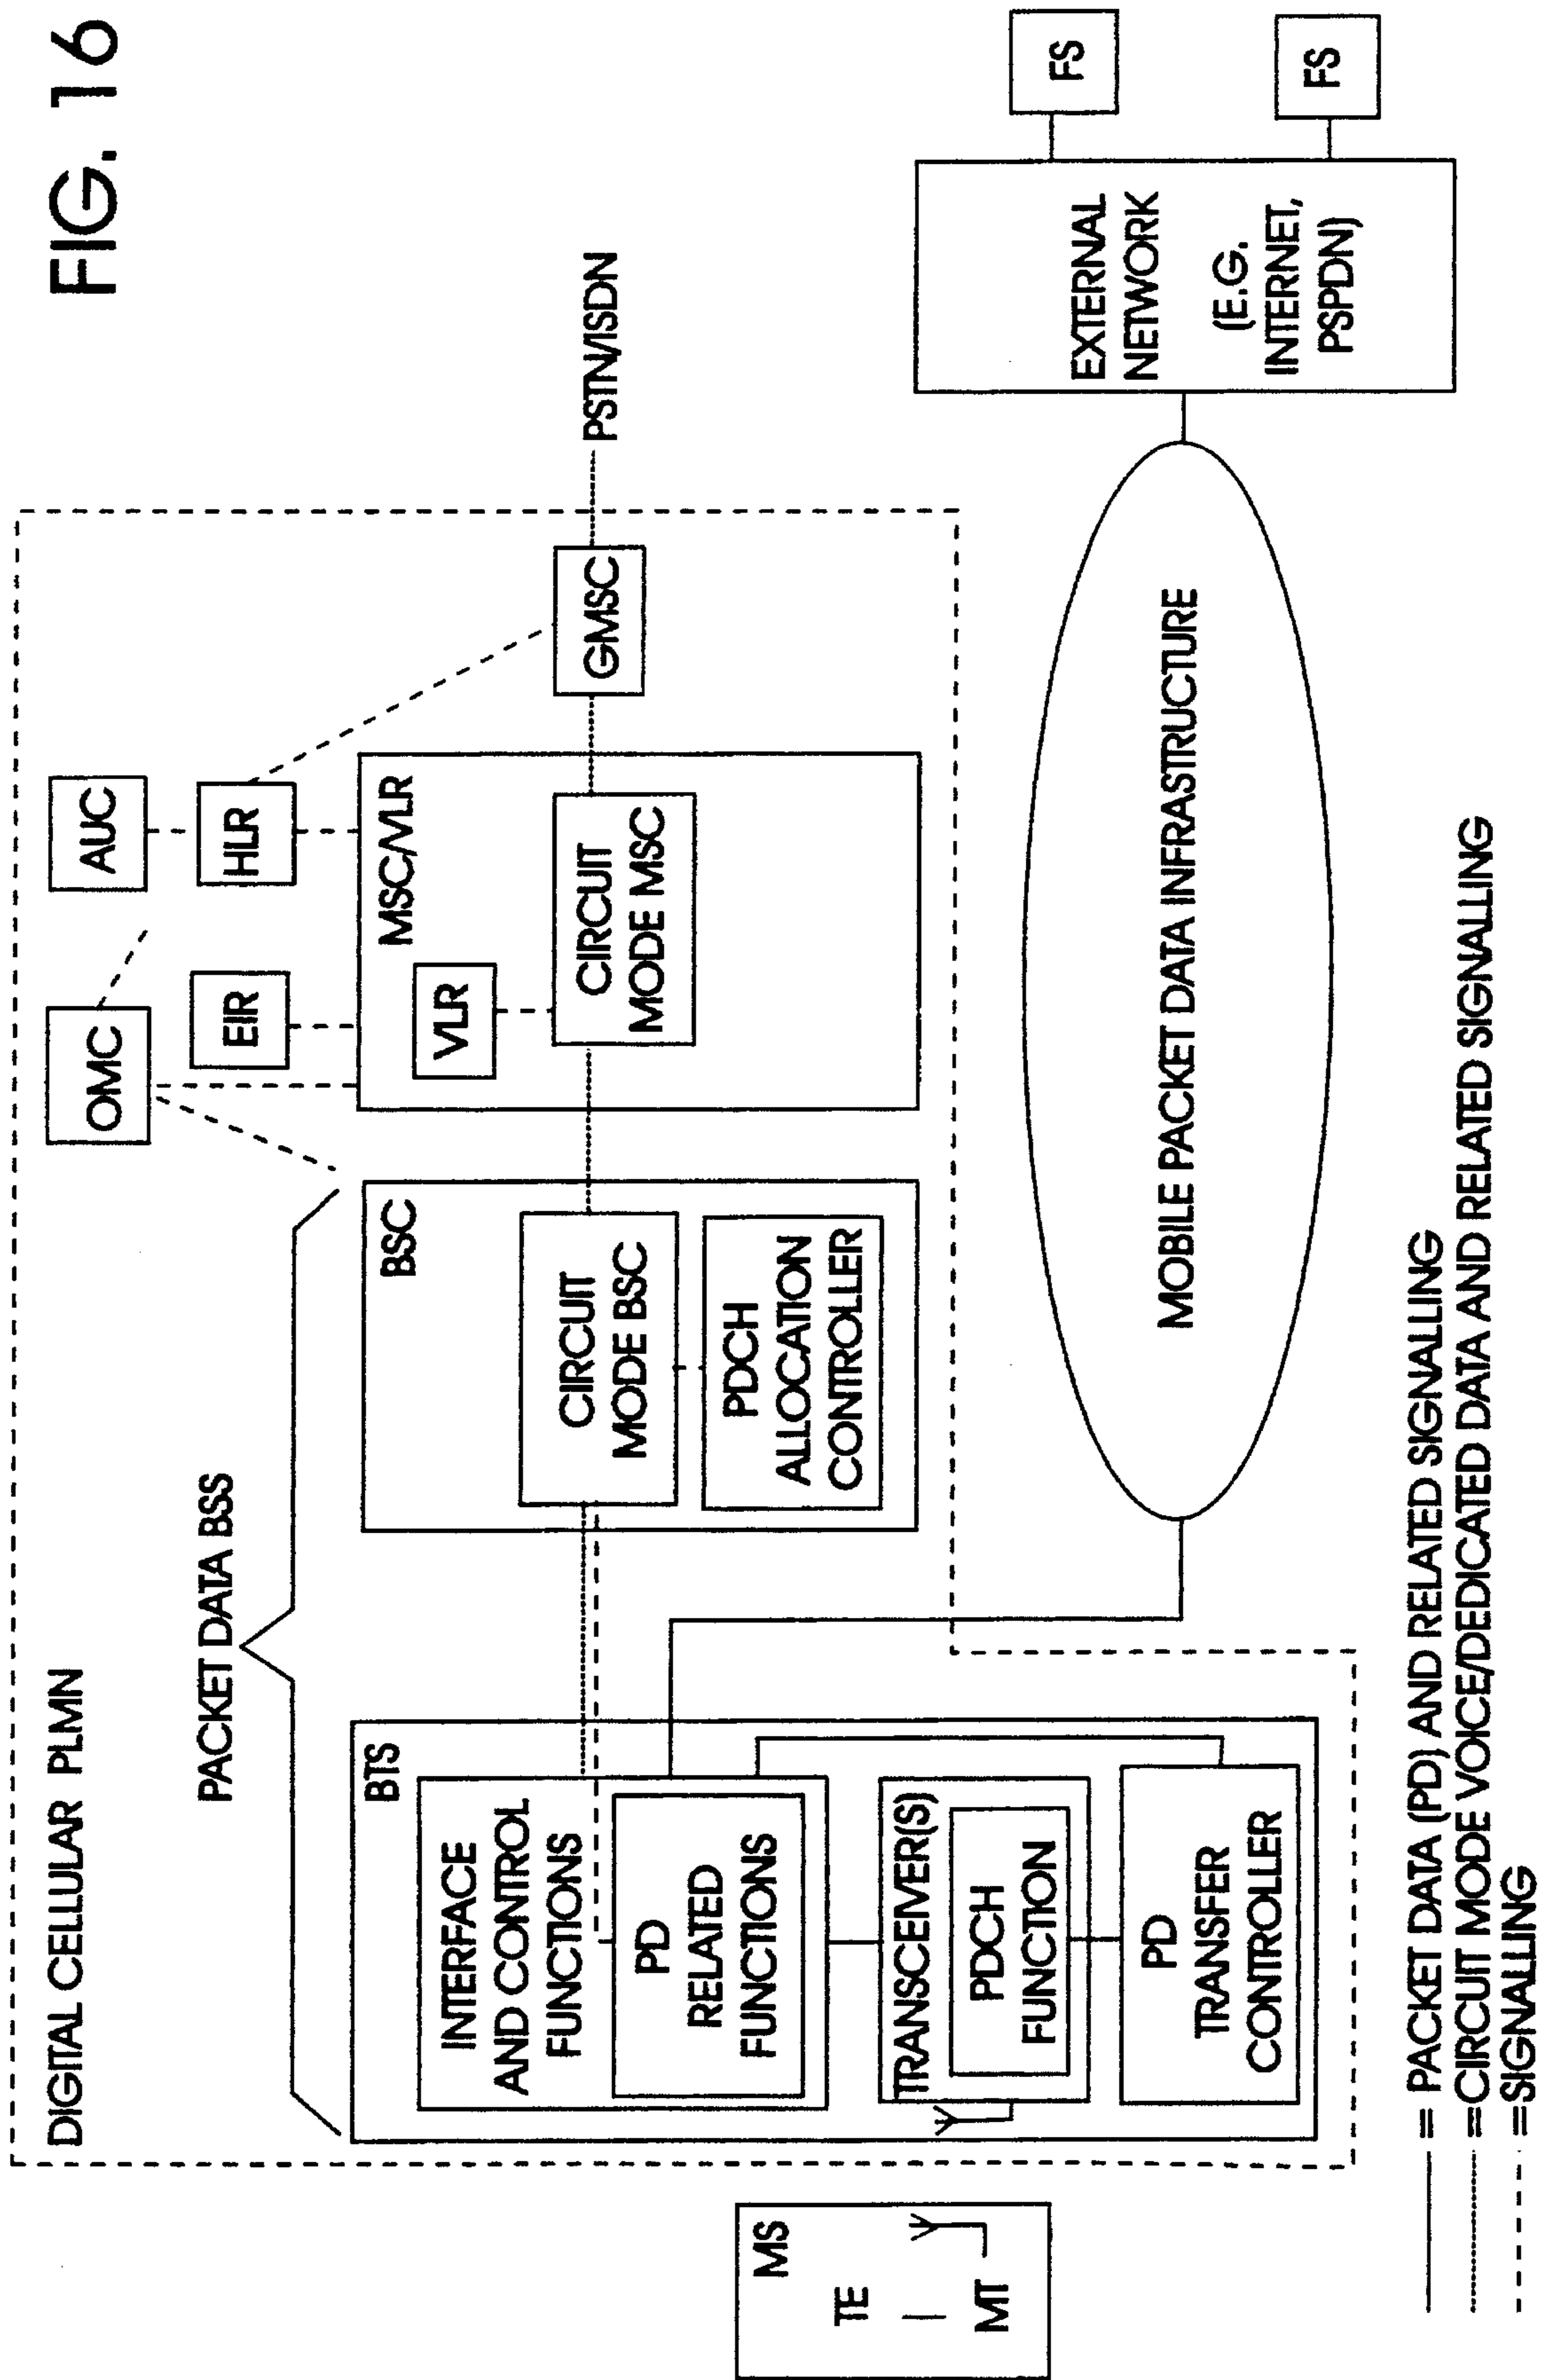 FIG. 16
DIGITAL CELLULAR PLMN
PACKET DATA BSS
OMC
AUC
EIR
HLR
MS
TE
MT
BTS
INTERFACE
AND CONTROL
FUNCTIONS
PD
RELATED
FUNCTIONS
TRANSCEIVER(S)
PDCH
FUNCTION
PD
TRANSFER
CONTROLLER
BSC
CIRCUIT
MODE BSC
PDCH
ALLOCATION
CONTROLLER
MSC/VLR
VLR
CIRCUIT
MODE MSC
GMSC
PSTN/ISDN
MOBILE PACKET DATA INFRASTRUCTURE
EXTERNAL
NETWORK
(E.G.
INTERNET,
PSPDN)
FS
FS
= PACKET DATA (PD) AND RELATED SIGNALLING
=CIRCUIT MODE VOICE/DEDICATED DATA AND RELATED SIGNALLING
=SIGNALLING